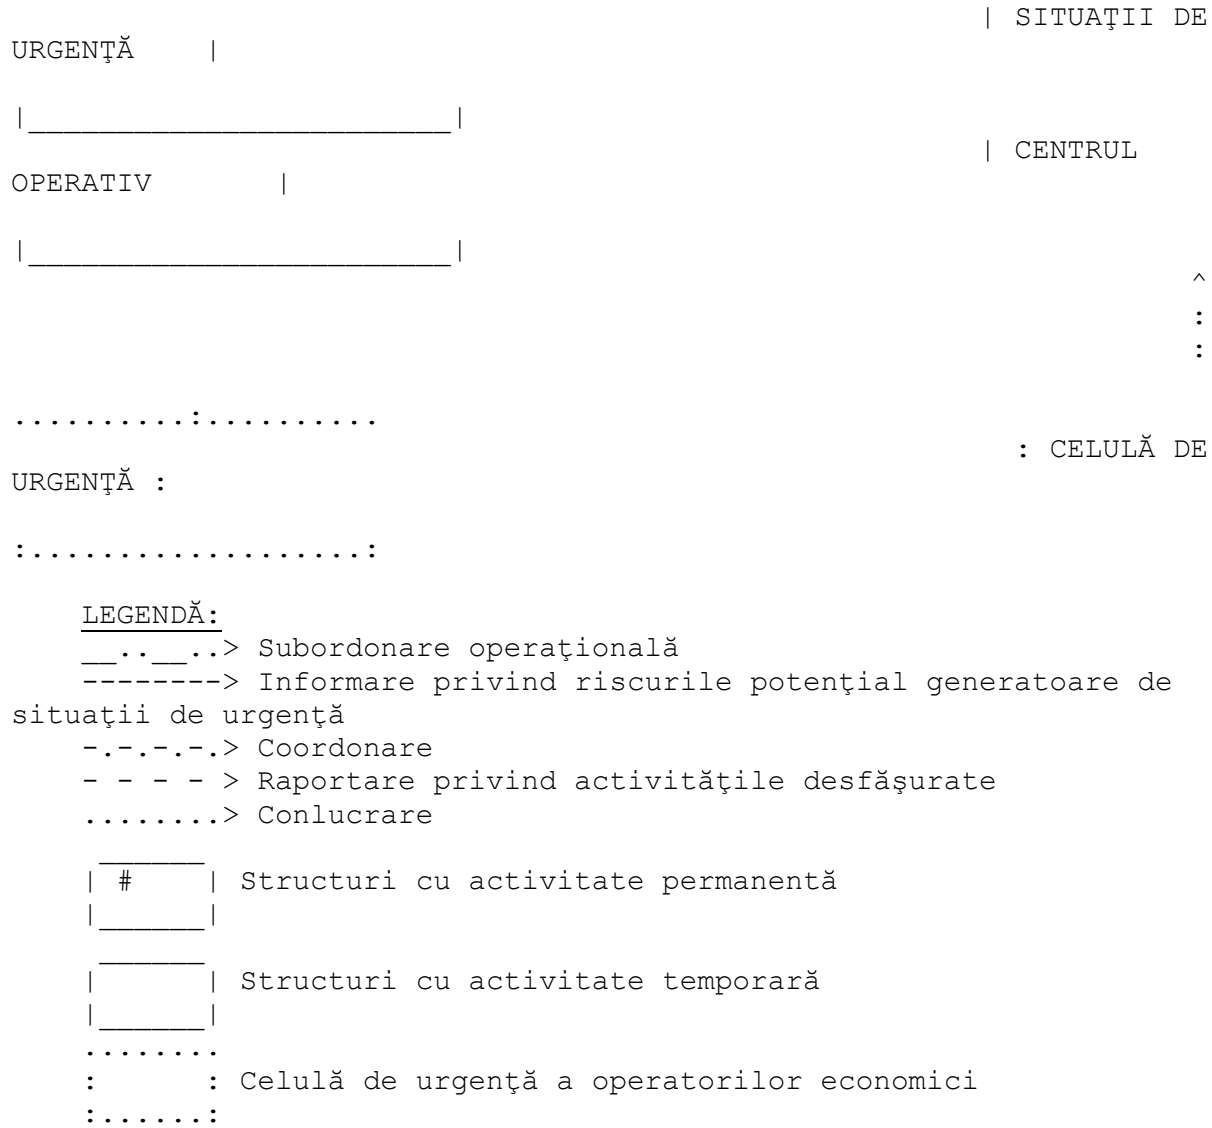 | SITUAŢII DE
URGENŢĂ    |
|________________________|
| CENTRUL
OPERATIV       |
|________________________|
^
:
:
..........:..........
: CELULĂ DE
URGENŢĂ :
:...................:
LEGENDĂ:
__..__..> Subordonare operaţională
--------> Informare privind riscurile potenţial generatoare de
situaţii de urgenţă
-.-.-.-.> Coordonare
- - - - > Raportare privind activităţile desfăşurate
........> Conlucrare
______
| #    | Structuri cu activitate permanentă
|______|
______
|      | Structuri cu activitate temporară
|______|
........
:      : Celulă de urgenţă a operatorilor economici
:......: